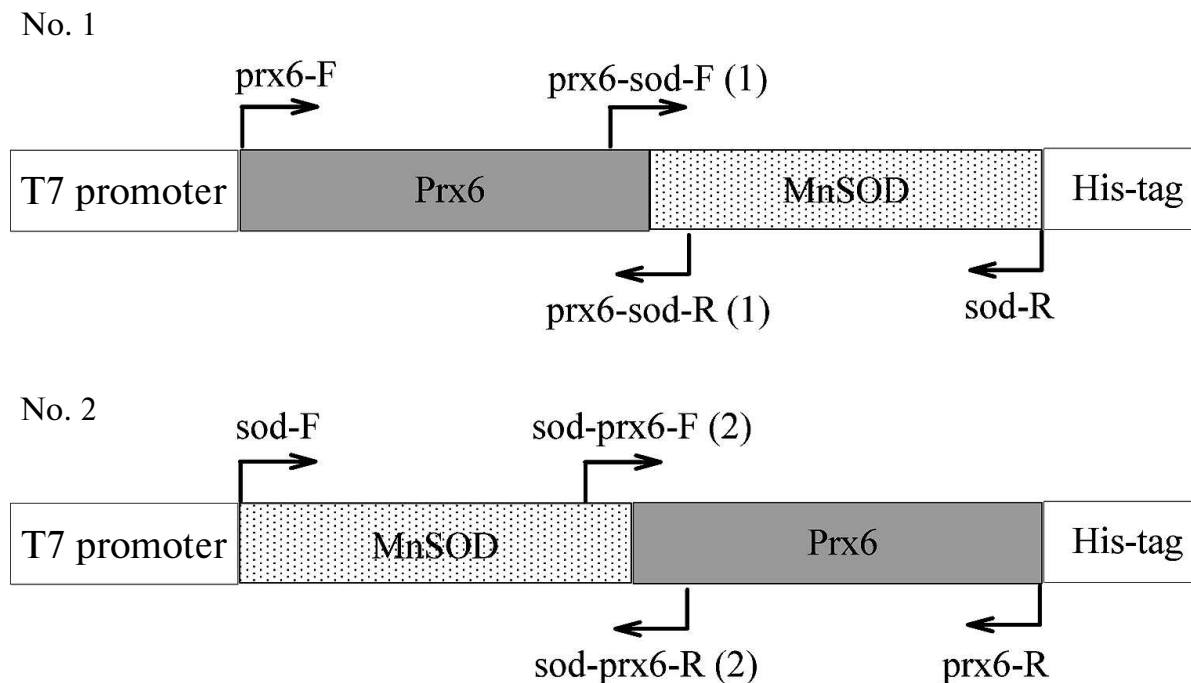 No. 1
prx6-F prx6-sod-F (1)
T7 promoter Prx6 MnSOD His-tag
prx6-sod-R (1) sod-R
No. 2
sod-F sod-prx6-F (2)
T7 promoter MnSOD Prx6 His-tag
sod-prx6-R (2) prx6-R